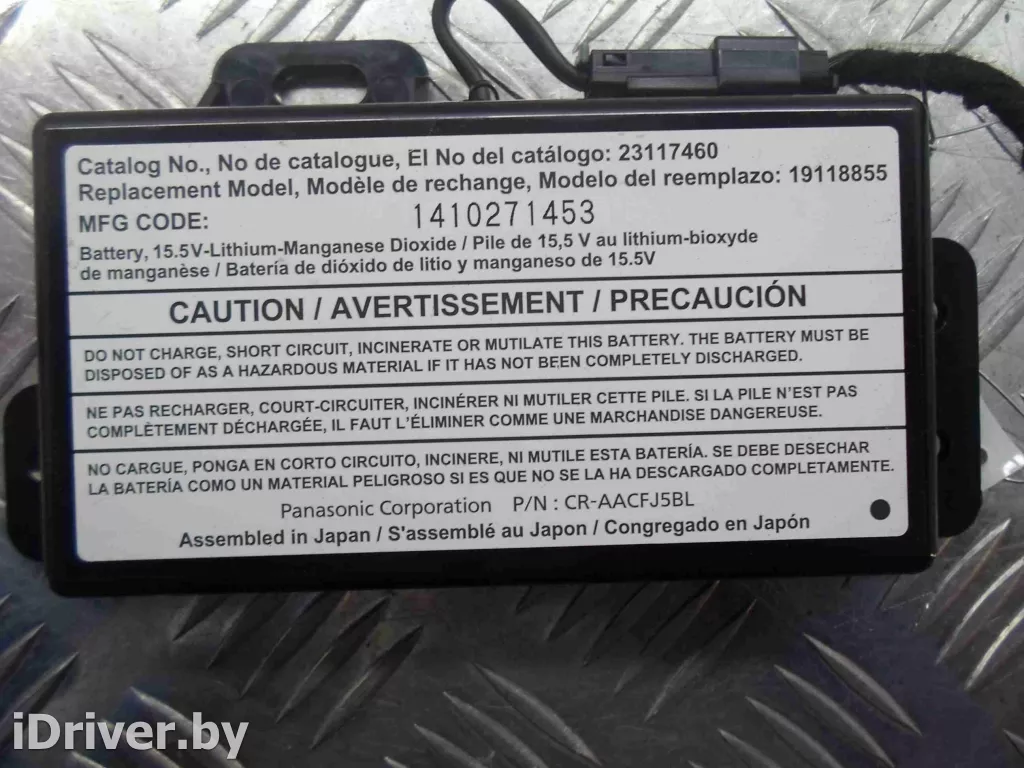 Catalog No., No de catalogue, El No del catálogo: 23117460
Replacement Model, Modèle de rechange, Modelo del reemplazo: 19118855
MFG CODE: 1410271453
Battery, 15.5V-Lithium-Manganese Dioxide / Pile de 15,5 V au lithium-bioxyde
de manganèse / Batería de dióxido de litio y manganeso de 15.5V
CAUTION / AVERTISSEMENT / PRECAUCIÓN
DO NOT CHARGE, SHORT CIRCUIT, INCINERATE OR MUTILATE THIS BATTERY. THE BATTERY MUST BE
DISPOSED OF AS A HAZARDOUS MATERIAL IF IT HAS NOT BEEN COMPLETELY DISCHARGED.
NE PAS RECHARGER, COURT-CIRCUITER, INCINÉRER NI MUTILER CETTE PILE. SI LA PILE N'EST PAS
COMPLÈTEMENT DÉCHARGÉE, IL FAUT L'ÉLIMINER COMME UNE MARCHANDISE DANGEREUSE.
NO CARGUE, PONGA EN CORTO CIRCUITO, INCINERE, NI MUTILE ESTA BATERÍA. SE DEBE DESECHAR
LA BATERÍA COMO UN MATERIAL PELIGROSO SI ES QUE NO SE LA HA DESCARGADO COMPLETAMENTE.
Panasonic Corporation P/N : CR-AACFJ5BL
Assembled in Japan / S'assemblé au Japon / Congregado en Japón
iDriver.by